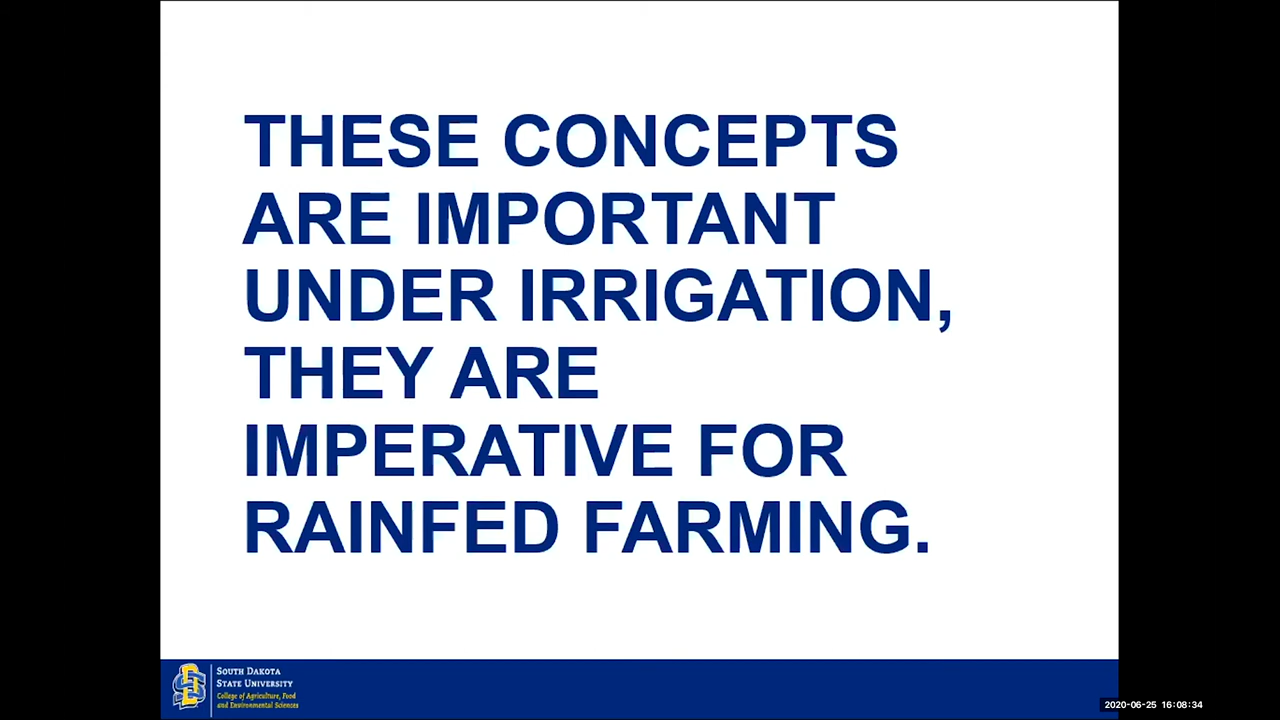 THESE CONCEPTS
ARE IMPORTANT
UNDER IRRIGATION,
THEY ARE
IMPERATIVE FOR
RAINFED FARMING.
SOUTH DAKOTA
STATE UNIVERSITY
College of Agriculture, Food
and Environmental Sciences
2020-06-25 16:08:34